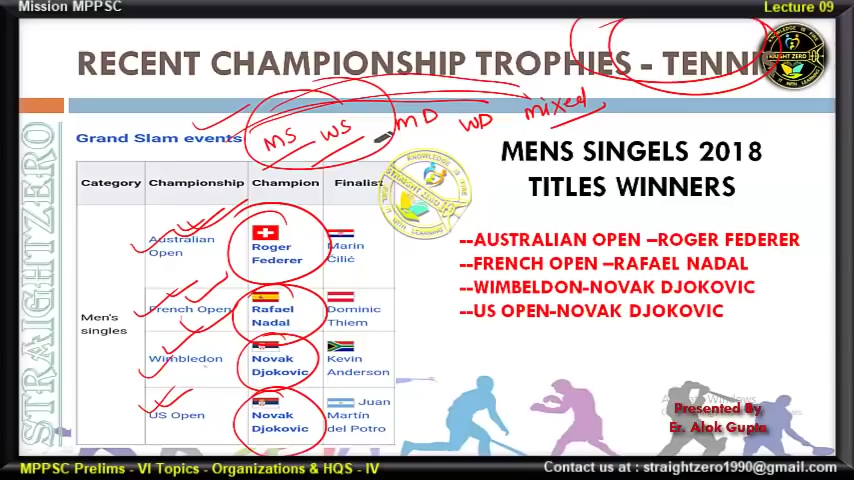 Mission MPPSC
Lecture 09
RECENT CHAMPIONSHIP TROPHIES - TENNI
MS WS MD WD mixed
Grand Slam events
MENS SINGELS 2018
TITLES WINNERS
Category Championship Champion Finalist
Men's singles
Australian Open
Roger Federer
Marin Čilić
French Open
Rafael Nadal
Dominic Thiem
Wimbledon
Novak Djokovic
Kevin Anderson
US Open
Novak Djokovic
Juan Martín del Potro
--AUSTRALIAN OPEN –ROGER FEDERER
--FRENCH OPEN –RAFAEL NADAL
--WIMBELDON-NOVAK DJOKOVIC
--US OPEN-NOVAK DJOKOVIC
STRAIGHTZERO
STRAIGHT ZERO
Presented By
Er. Alok Gupta
MPPSC Prelims - VI Topics - Organizations & HQS - IV
Contact us at : straightzero1990@gmail.com